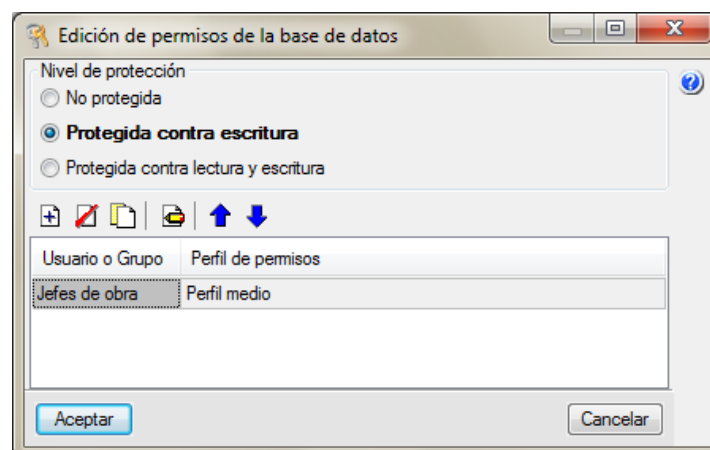 Edición de permisos de la base de datos
Nivel de protección
No protegida
Protegida contra escritura
Protegida contra lectura y escritura
Usuario o Grupo Perfil de permisos
Jefes de obra Perfil medio
Aceptar Cancelar